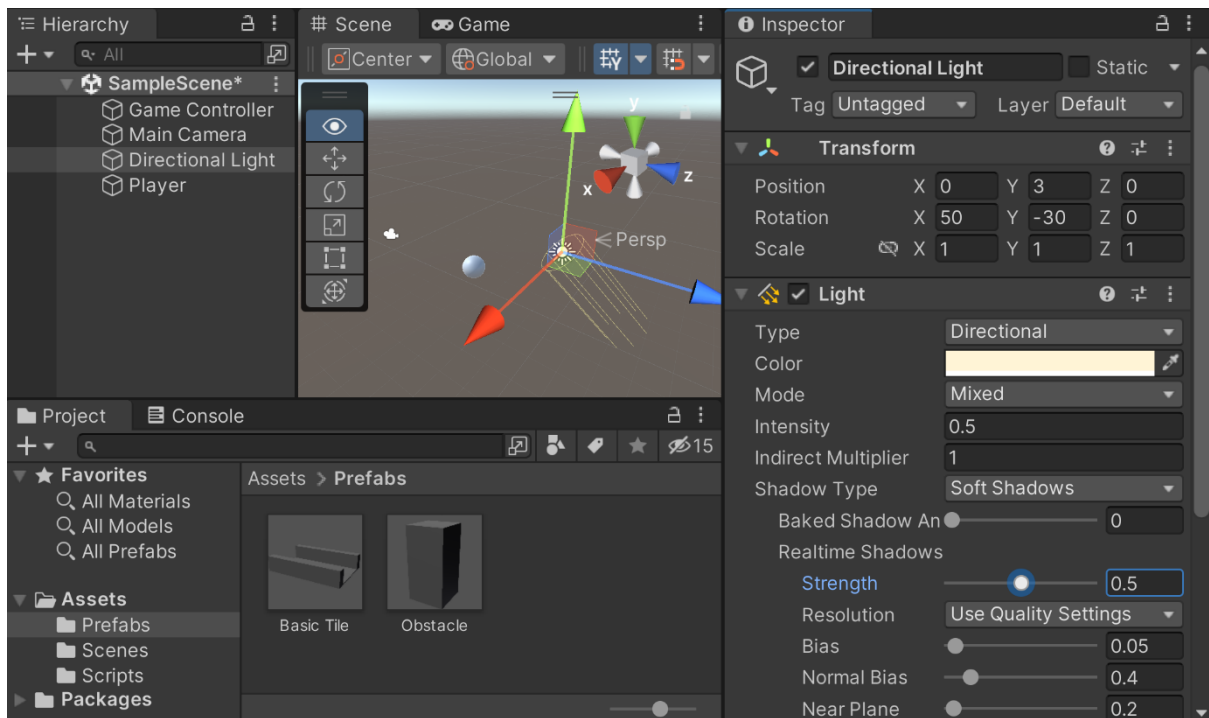 Hierarchy
All
SampleScene*
Game Controller
Main Camera
Directional Light
Player
Scene
Game
Center
Global
y
x
z
Persp
Project
Console
15
Favorites
All Materials
All Models
All Prefabs
Assets
Prefabs
Scenes
Scripts
Packages
Assets > Prefabs
Basic Tile
Obstacle
Inspector
Directional Light
Static
Tag Untagged
Layer Default
Transform
Position X 0 Y 3 Z 0
Rotation X 50 Y -30 Z 0
Scale X 1 Y 1 Z 1
Light
Type Directional
Color
Mode Mixed
Intensity 0.5
Indirect Multiplier 1
Shadow Type Soft Shadows
Baked Shadow An 0
Realtime Shadows
Strength 0.5
Resolution Use Quality Settings
Bias 0.05
Normal Bias 0.4
Near Plane 0.2